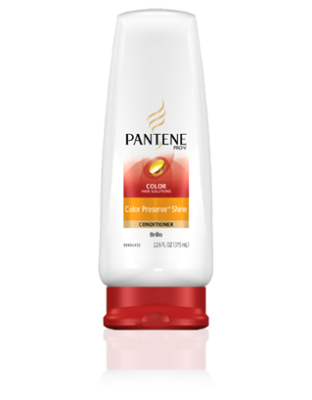 PANTENE
PRO-V
COLOR
HAIR SOLUTIONS
Color Preserve® Shine
CONDITIONER
Brillo
12.6 FL OZ (375 mL)